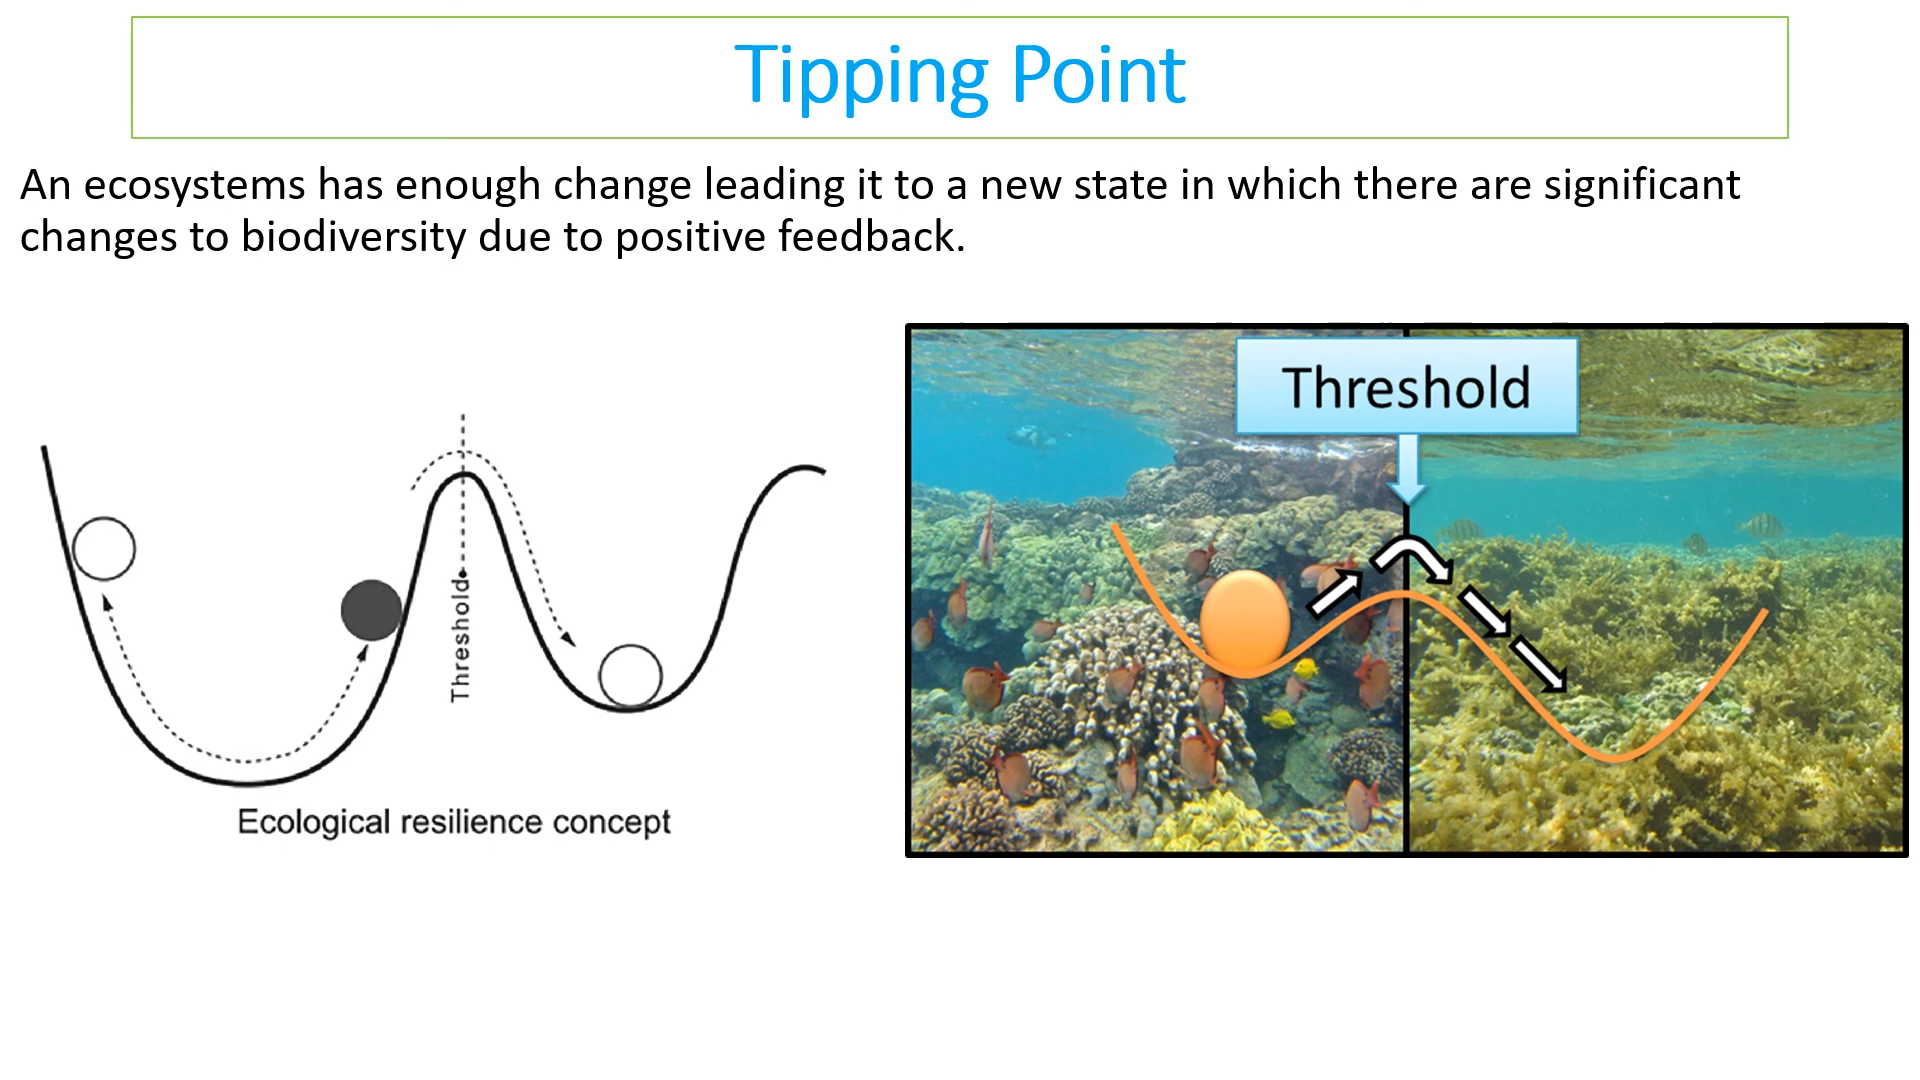 Tipping Point
An ecosystems has enough change leading it to a new state in which there are significant
changes to biodiversity due to positive feedback.
Threshold
Ecological resilience concept
Threshold